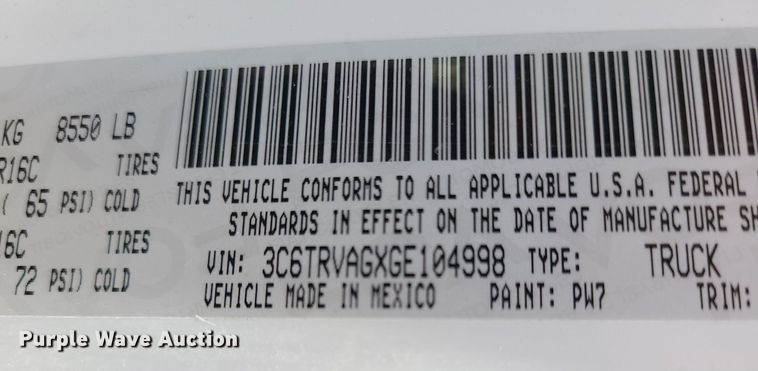 KG 8550 LB
R16C TIRES
( 65 PSI) COLD
16C TIRES
72 PSI) COLD
THIS VEHICLE CONFORMS TO ALL APPLICABLE U.S.A. FEDERAL
STANDARDS IN EFFECT ON THE DATE OF MANUFACTURE SH
VIN: 3C6TRVAGXGE104998 TYPE: TRUCK
VEHICLE MADE IN MEXICO PAINT: PW7 TRIM:
Purple Wave Auction